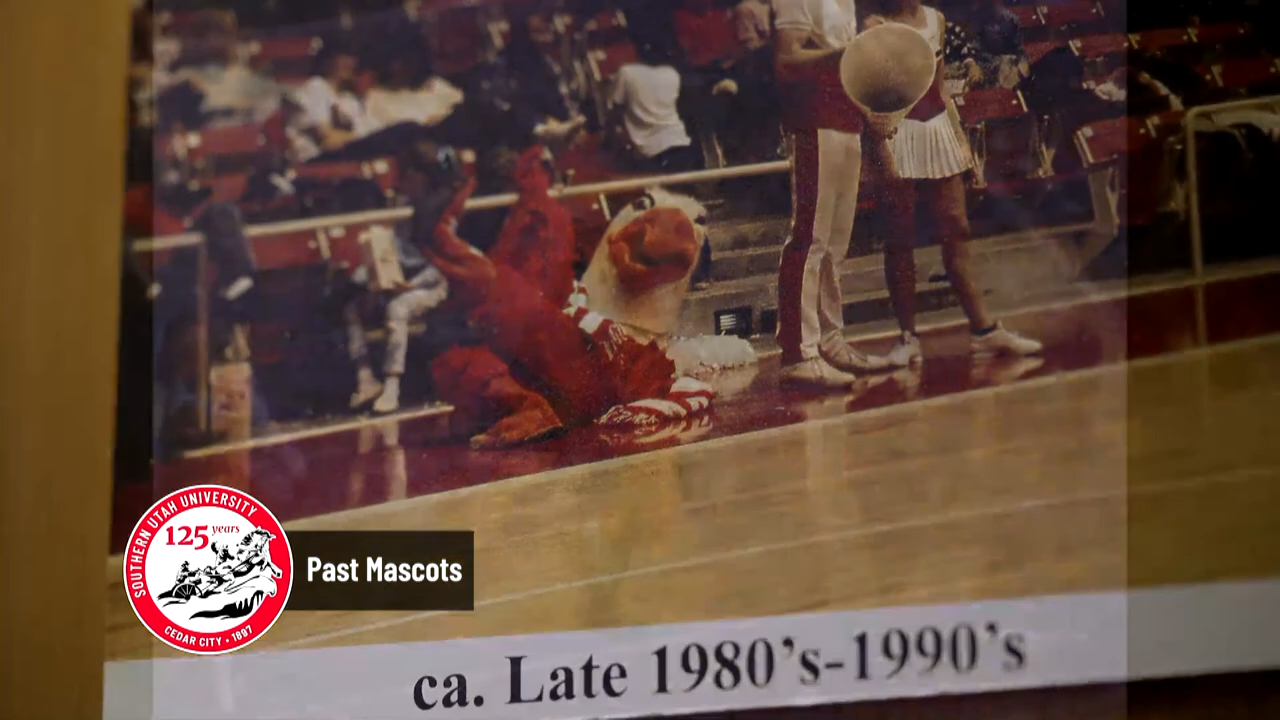 SOUTHERN UTAH UNIVERSITY
125 years
CEDAR CITY • 1897
Past Mascots
ca. Late 1980’s-1990’s